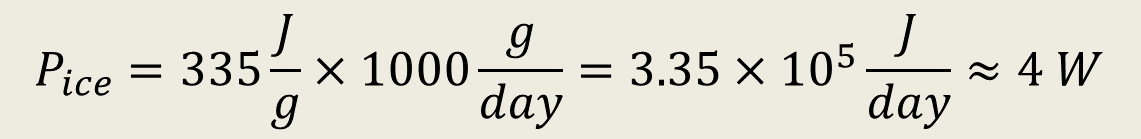 P_ice = 335 J/g × 1000 g/day = 3.35 × 10^5 J/day ≈ 4 W